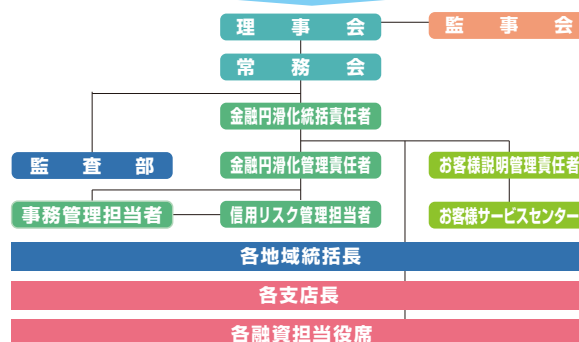 理事会
監事会
常務会
金融円滑化統括責任者
監査部
金融円滑化管理責任者
お客様説明管理責任者
事務管理担当者
信用リスク管理担当者
お客様サービスセンター
各地域統括長
各支店長
各融資担当役席